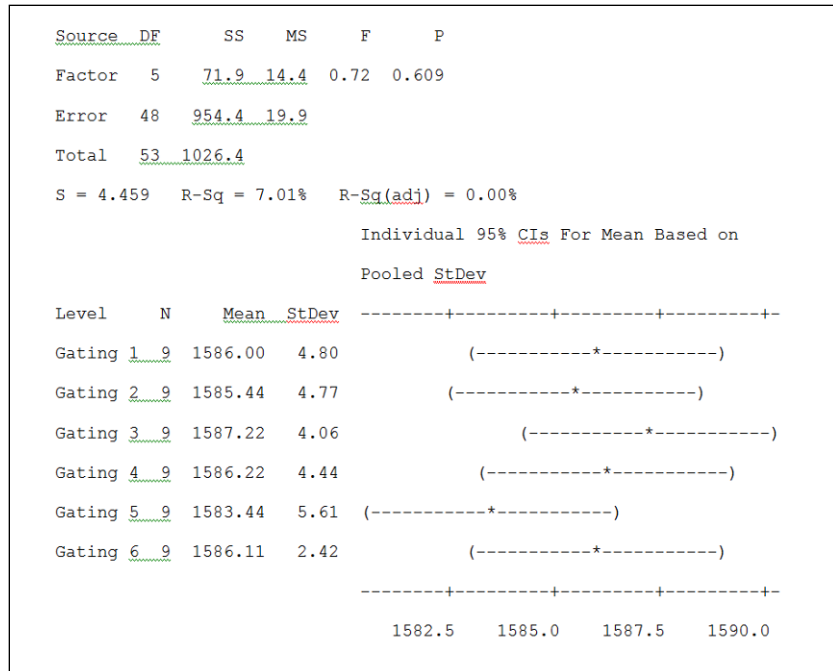 Source  DF       SS    MS     F      P
Factor   5     71.9  14.4  0.72  0.609
Error   48    954.4  19.9
Total   53   1026.4
S = 4.459   R-Sq = 7.01%   R-Sq(adj) = 0.00%
                             Individual 95% CIs For Mean Based on
                             Pooled StDev
Level     N     Mean  StDev  --------+---------+---------+---------+-
Gating 1  9  1586.00   4.80            (-----------*-----------)
Gating 2  9  1585.44   4.77          (-----------*-----------)
Gating 3  9  1587.22   4.06                 (-----------*-----------)
Gating 4  9  1586.22   4.44             (-----------*-----------)
Gating 5  9  1583.44   5.61  (-----------*-----------)
Gating 6  9  1586.11   2.42            (-----------*-----------)
                             --------+---------+---------+---------+-
                                1582.5    1585.0    1587.5    1590.0